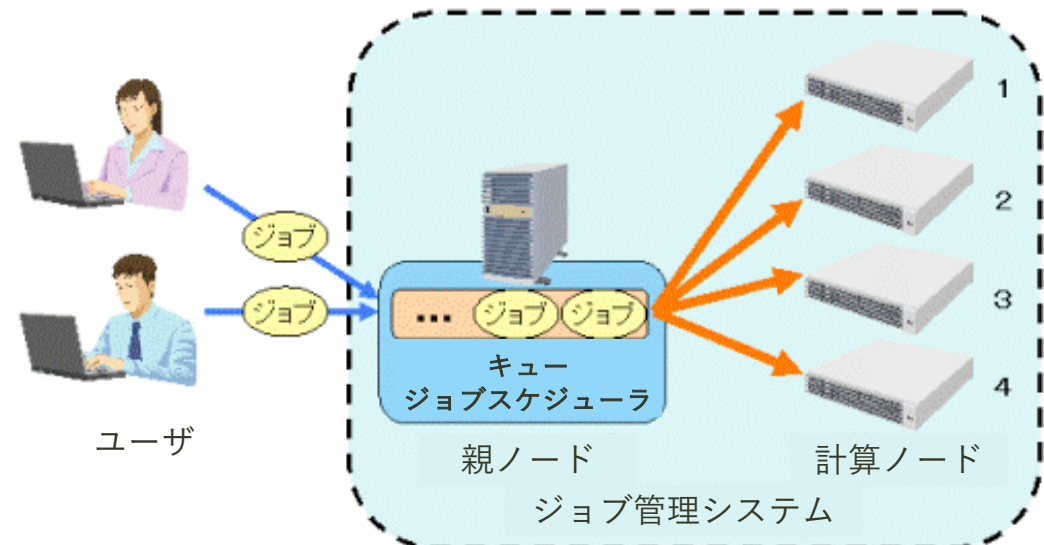 ジョブ
ジョブ
... ジョブ ジョブ
キュー
ジョブスケジューラ
1
2
3
4
ユーザ
親ノード
計算ノード
ジョブ管理システム